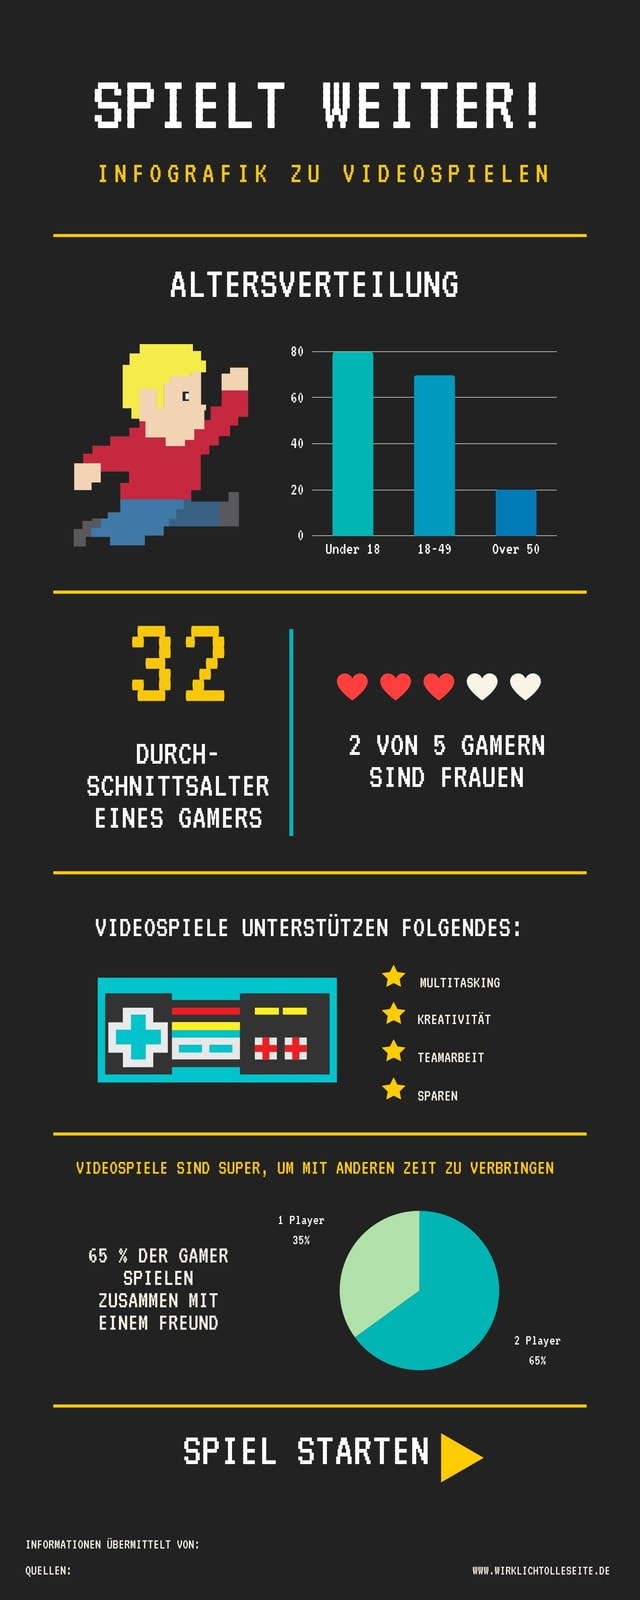 SPIELT WEITER!
INFOGRAFIK ZU VIDEOSPIELEN
ALTERSVERTEILUNG
80
60
40
20
0
Under 18
18-49
Over 50
32
DURCH-
SCHNITTSALTER
EINES GAMERS
2 VON 5 GAMERN
SIND FRAUEN
VIDEOSPIELE UNTERSTÜTZEN FOLGENDES:
MULTITASKING
KREATIVITÄT
TEAMARBEIT
SPAREN
VIDEOSPIELE SIND SUPER, UM MIT ANDEREN ZEIT ZU VERBRINGEN
65 % DER GAMER
SPIELEN
ZUSAMMEN MIT
EINEM FREUND
1 Player
35%
2 Player
65%
SPIEL STARTEN
INFORMATIONEN ÜBERMITTELT VON:
QUELLEN:
WWW.WIRKLICHTOLLESEITE.DE